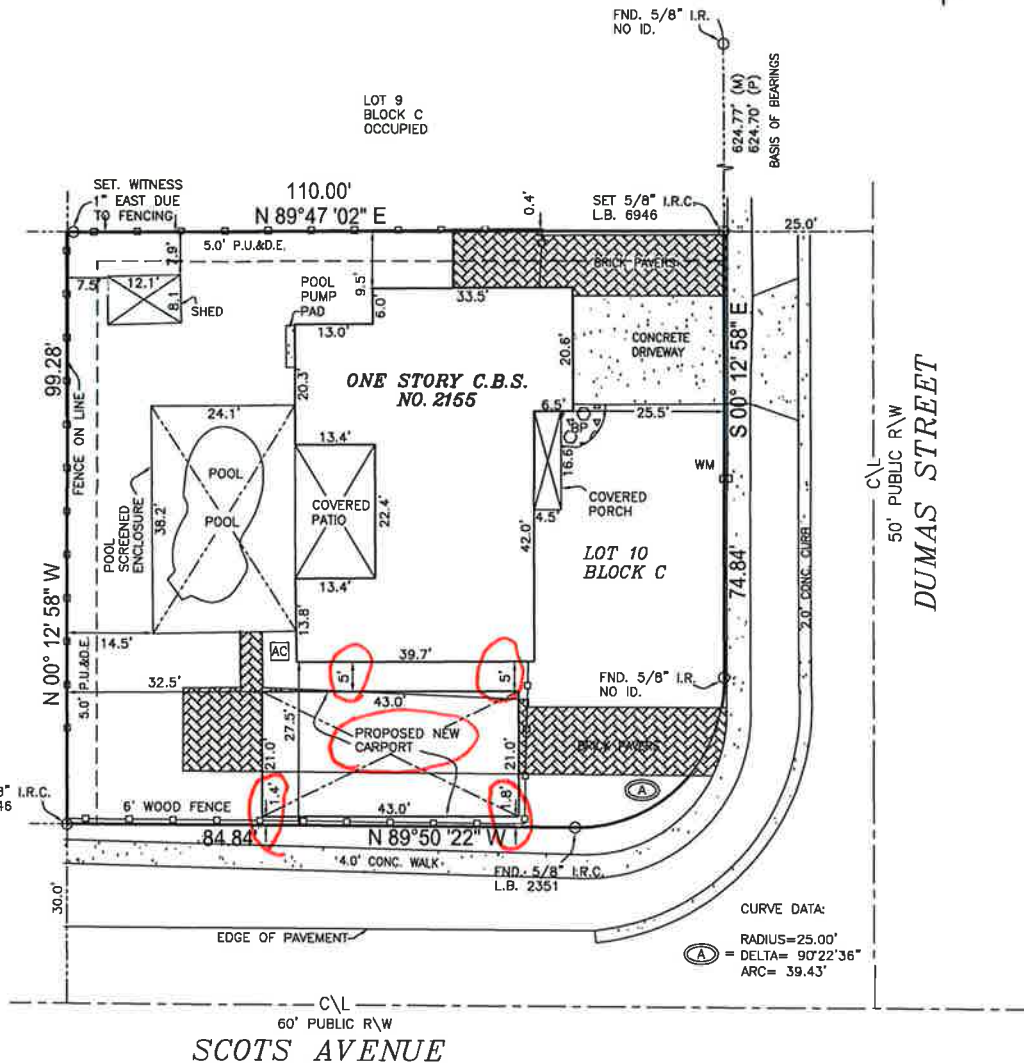 FND. 5/8" I.R.
NO ID.
624.77' (M)
624.70' (P)
BASIS OF BEARINGS
LOT 9
BLOCK C
OCCUPIED
SET. WITNESS
1" EAST DUE
TO FENCING
110.00'
N 89°47 '02" E
0.4'
SET 5/8" I.R.C.
L.B. 6946
25.0'
5.0' P.U.&D.E.
7.9'
BRICK PAVERS
7.5'
12.1'
8.1
SHED
POOL
PUMP
PAD
9.5'
6.0'
33.5'
13.0'
CONCRETE
DRIVEWAY
20.6'
S 00° 12' 58" E
99.28'
FENCE ON LINE
20.3'
ONE STORY C.B.S.
NO. 2155
24.1'
6.5'
BP
25.5'
C\L
50' PUBLIC R\W
DUMAS STREET
POOL
POOL
38.2'
POOL
SCREENED
ENCLOSURE
13.4'
COVERED
PATIO
22.4'
13.4'
16.6'
COVERED
PORCH
4.5'
42.0'
WM
LOT 10
BLOCK C
74.84'
2.0' CONC. CURB
N 00° 12' 58" W
13.8'
14.5'
AC
39.7'
5'
5'
FND. 5/8" I.R.
NO ID.
5.0' P.U.&D.E.
32.5'
43.0'
27.5'
PROPOSED NEW
CARPORT
21.0'
21.0'
BRICK PAVERS
1.4'
1.8'
A
8" I.R.C.
46
6' WOOD FENCE
43.0'
84.84'
N 89°50 '22" W
4.0' CONC. WALK
FND. 5/8" I.R.C.
L.B. 2351
30.0'
EDGE OF PAVEMENT
CURVE DATA:
RADIUS=25.00'
A = DELTA= 90°22'36"
ARC= 39.43'
C\L
60' PUBLIC R\W
SCOTS AVENUE